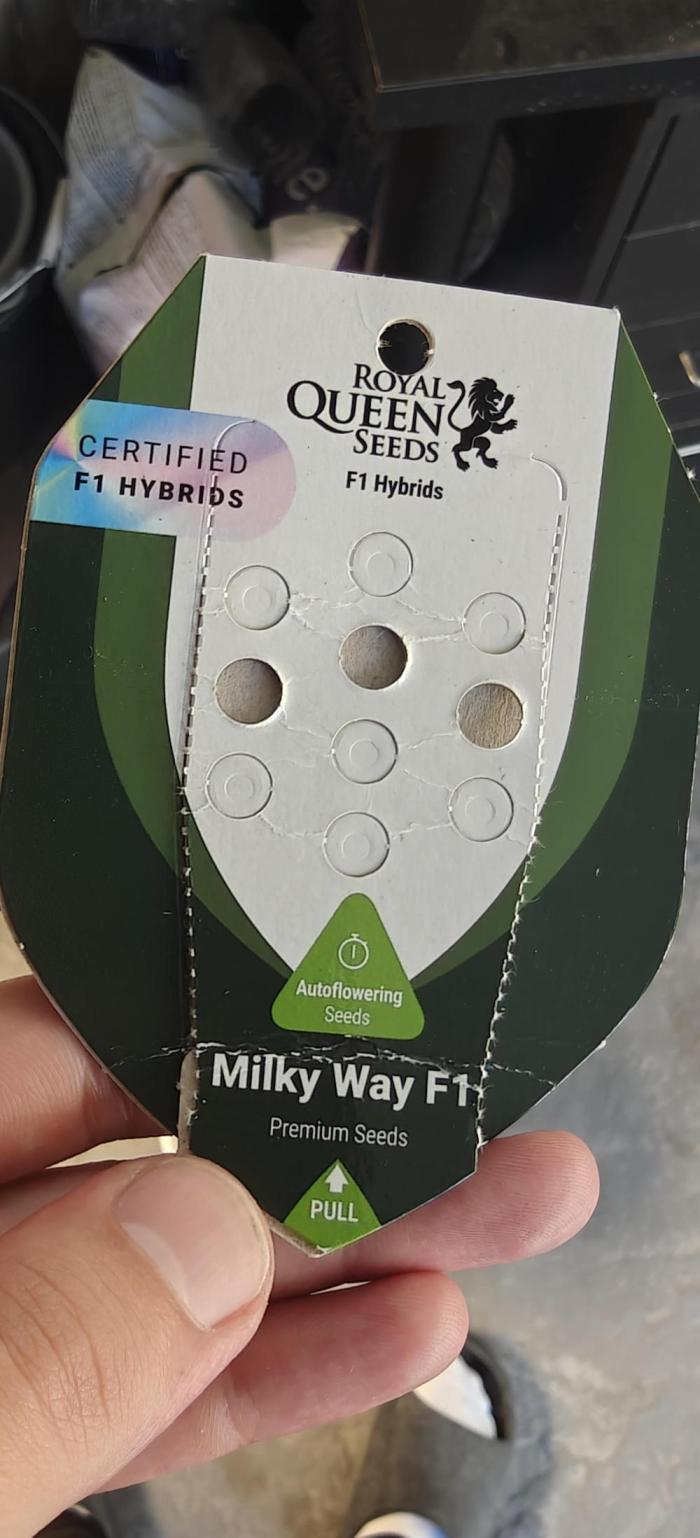 ROYAL
QUEEN
SEEDS
F1 Hybrids
CERTIFIED
F1 HYBRIDS
Autoflowering
Seeds
Milky Way F1
Premium Seeds
PULL